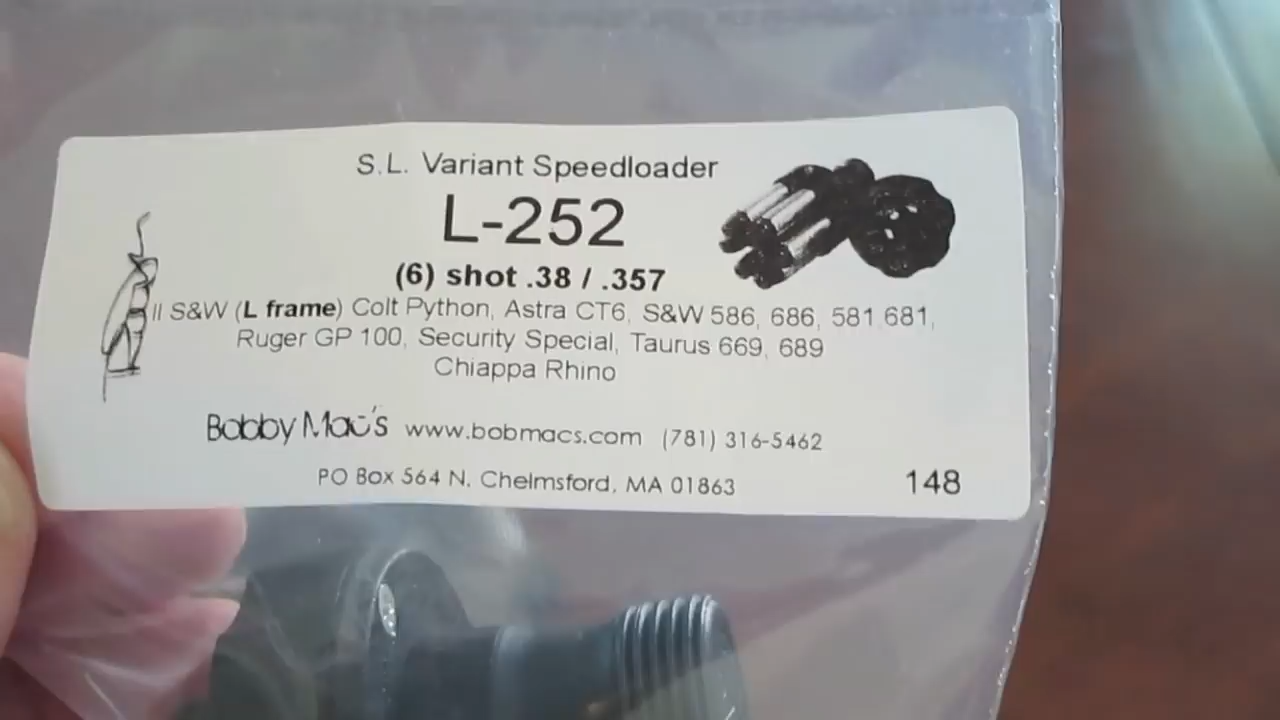 S.L. Variant Speedloader
L-252
(6) shot .38 / .357
ll S&W (L frame) Colt Python, Astra CT6, S&W 586, 686, 581 681,
Ruger GP 100, Security Special, Taurus 669, 689
Chiappa Rhino
Bobby Mac's www.bobmacs.com (781) 316-5462
PO Box 564 N. Chelmsford, MA 01863
148